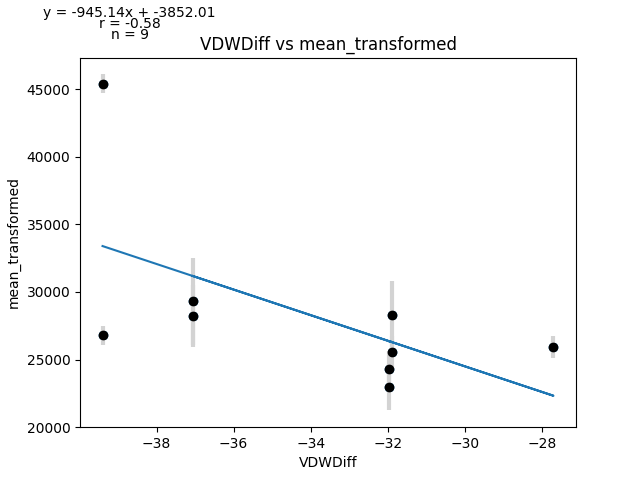 y = -945.14x + -3852.01
r = -0.58
n = 9
VDWDiff vs mean_transformed
mean_transformed
45000
40000
35000
30000
25000
20000
−38
−36
−34
−32
−30
−28
VDWDiff